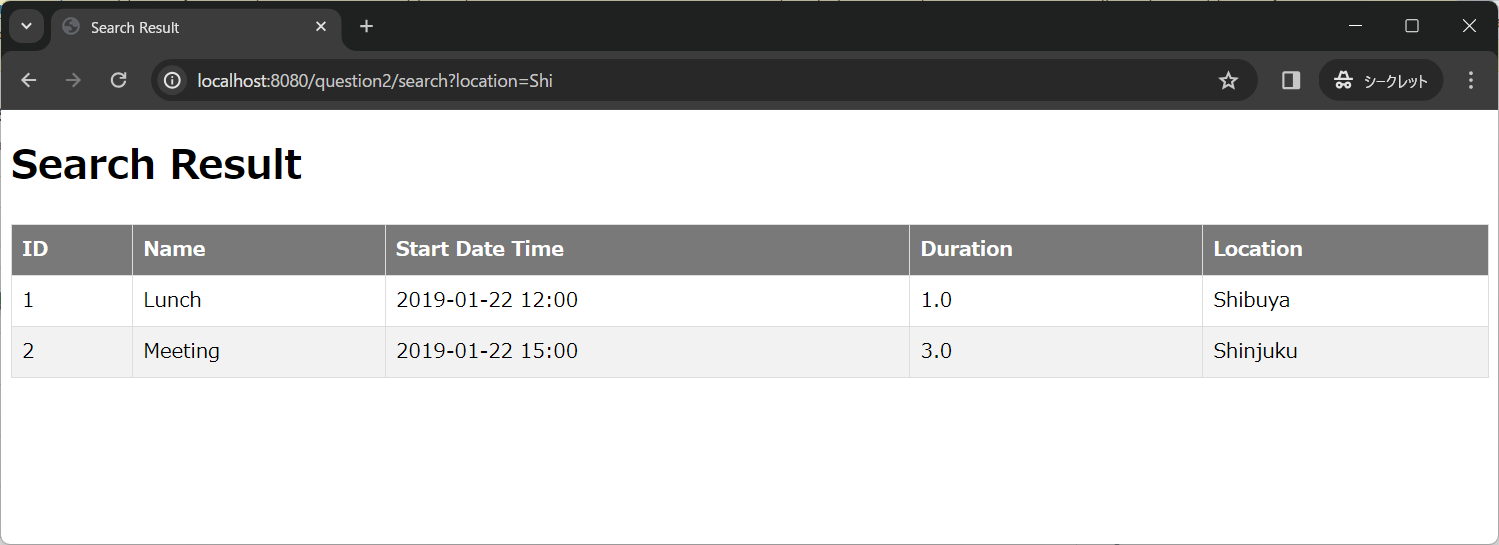 Search Result
localhost:8080/question2/search?location=Shi
シークレット
Search Result
ID Name Start Date Time Duration Location
1 Lunch 2019-01-22 12:00 1.0 Shibuya
2 Meeting 2019-01-22 15:00 3.0 Shinjuku